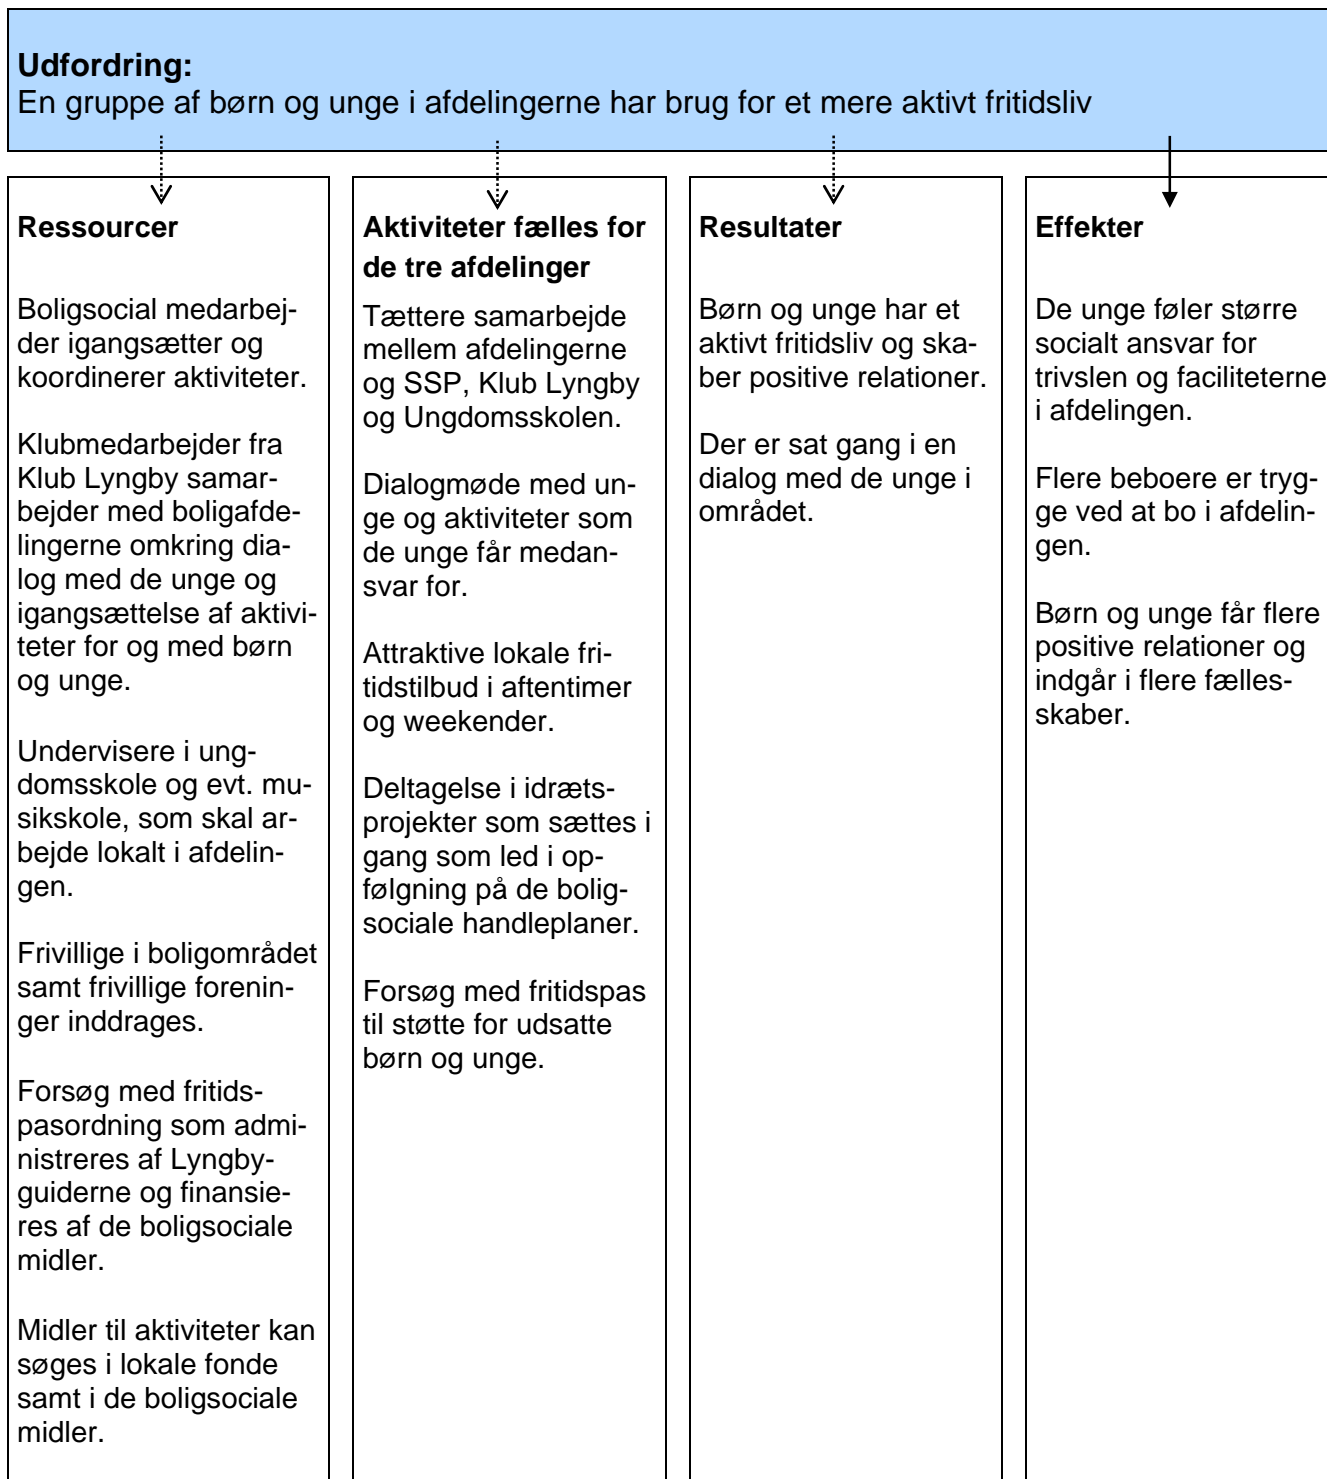 Udfordring:
En gruppe af børn og unge i afdelingerne har brug for et mere aktivt fritidsliv
Ressourcer
Boligsocial medarbej-
der igangsætter og
koordinerer aktiviteter.
Klubmedarbejder fra
Klub Lyngby samar-
bejder med boligafde-
lingerne omkring dia-
log med de unge og
igangsættelse af aktivi-
teter for og med børn
og unge.
Undervisere i ung-
domsskole og evt. mu-
sikskole, som skal ar-
bejde lokalt i afdelin-
gen.
Frivillige i boligområdet
samt frivillige forenin-
ger inddrages.
Forsøg med fritids-
pasordning som admi-
nistreres af Lyngby-
guiderne og finansie-
res af de boligsociale
midler.
Midler til aktiviteter kan
søges i lokale fonde
samt i de boligsociale
midler.
Aktiviteter fælles for
de tre afdelinger
Tættere samarbejde
mellem afdelingerne
og SSP, Klub Lyngby
og Ungdomsskolen.
Dialogmøde med un-
ge og aktiviteter som
de unge får medan-
svar for.
Attraktive lokale fri-
tidstilbud i aftentimer
og weekender.
Deltagelse i idræts-
projekter som sættes i
gang som led i op-
følgning på de bolig-
sociale handleplaner.
Forsøg med fritidspas
til støtte for udsatte
børn og unge.
Resultater
Børn og unge har et
aktivt fritidsliv og ska-
ber positive relationer.
Der er sat gang i en
dialog med de unge i
området.
Effekter
De unge føler større
socialt ansvar for
trivslen og faciliteterne
i afdelingen.
Flere beboere er tryg-
ge ved at bo i afdelin-
gen.
Børn og unge får flere
positive relationer og
indgår i flere fælles-
skaber.